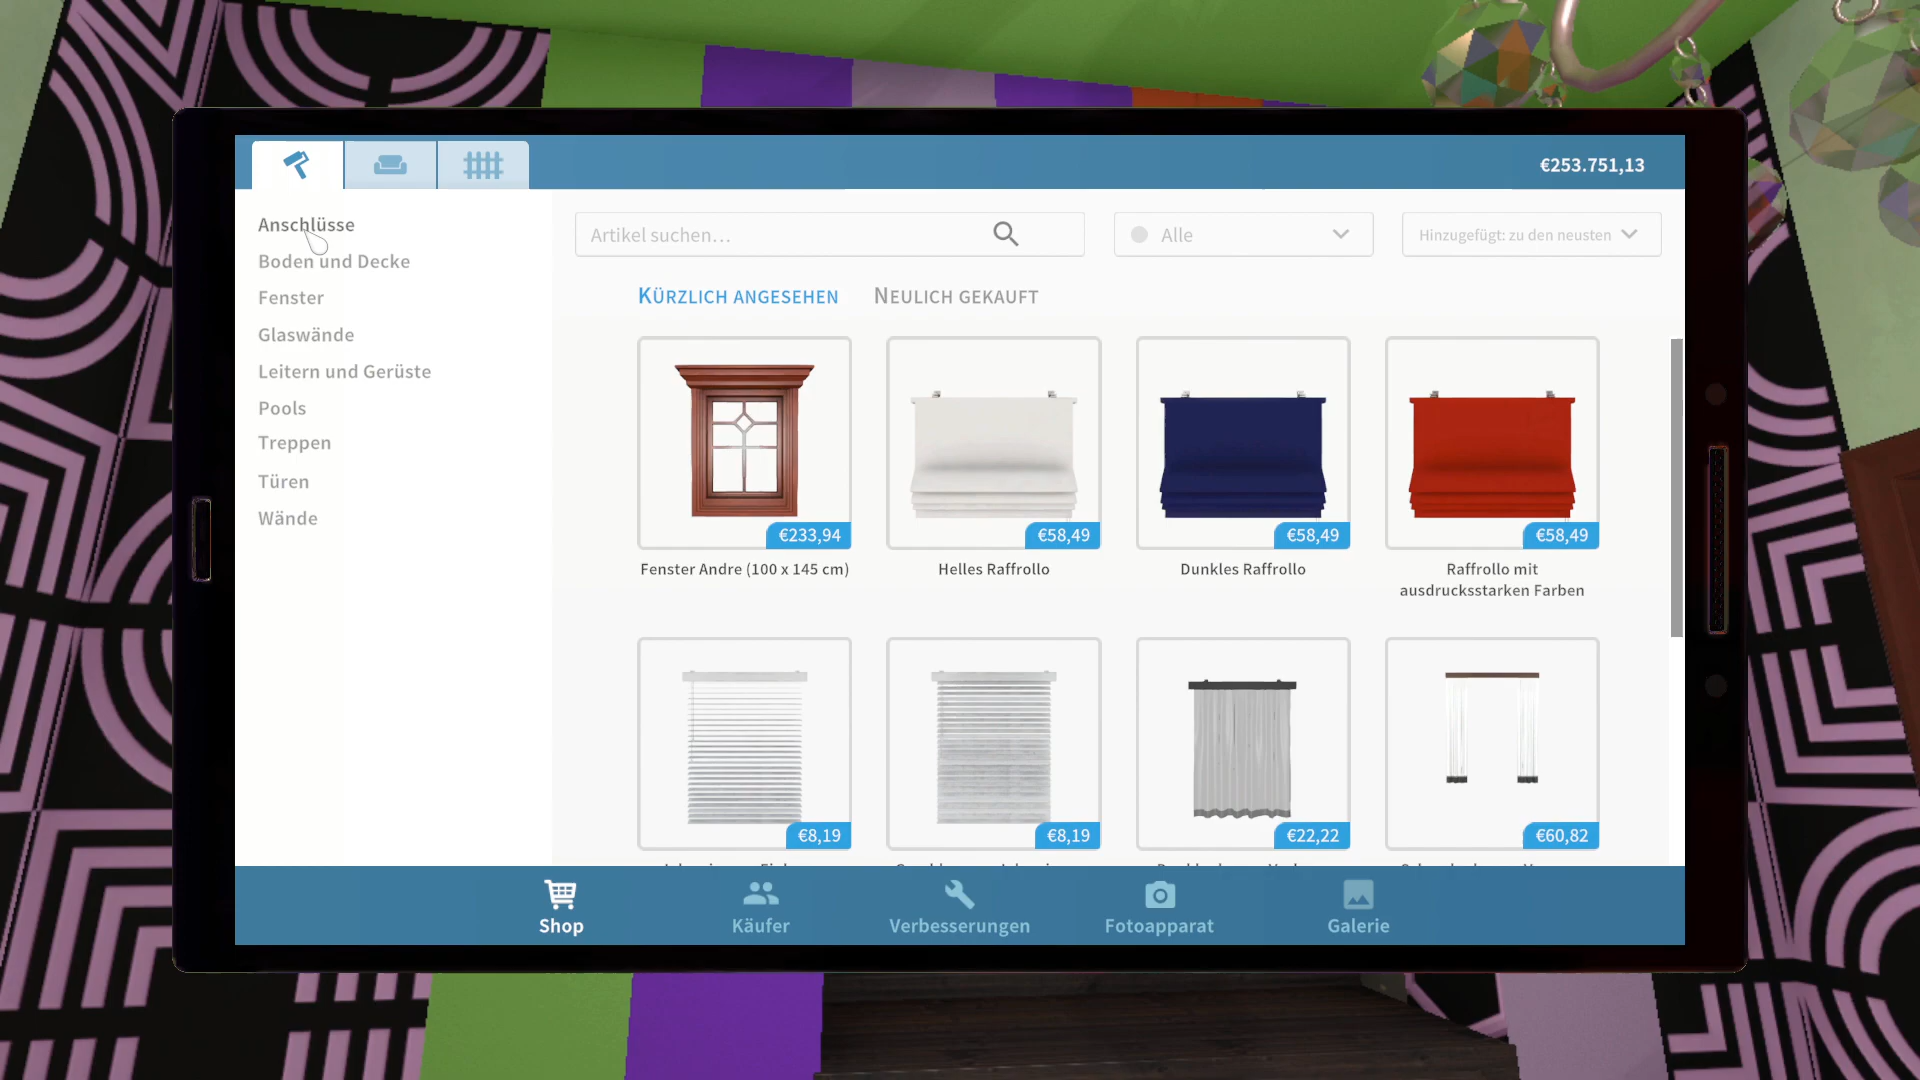 €253.751,13
Anschlüsse
Boden und Decke
Fenster
Glaswände
Leitern und Gerüste
Pools
Treppen
Türen
Wände
Artikel suchen...
Alle
Hinzugefügt: zu den neusten
KÜRZLICH ANGESEHEN
NEULICH GEKAUFT
€233,94
€58,49
€58,49
€58,49
Fenster Andre (100 x 145 cm)
Helles Raffrollo
Dunkles Raffrollo
Raffrollo mit
ausdrucksstarken Farben
€8,19
€8,19
€22,22
€60,82
Shop
Käufer
Verbesserungen
Fotoapparat
Galerie